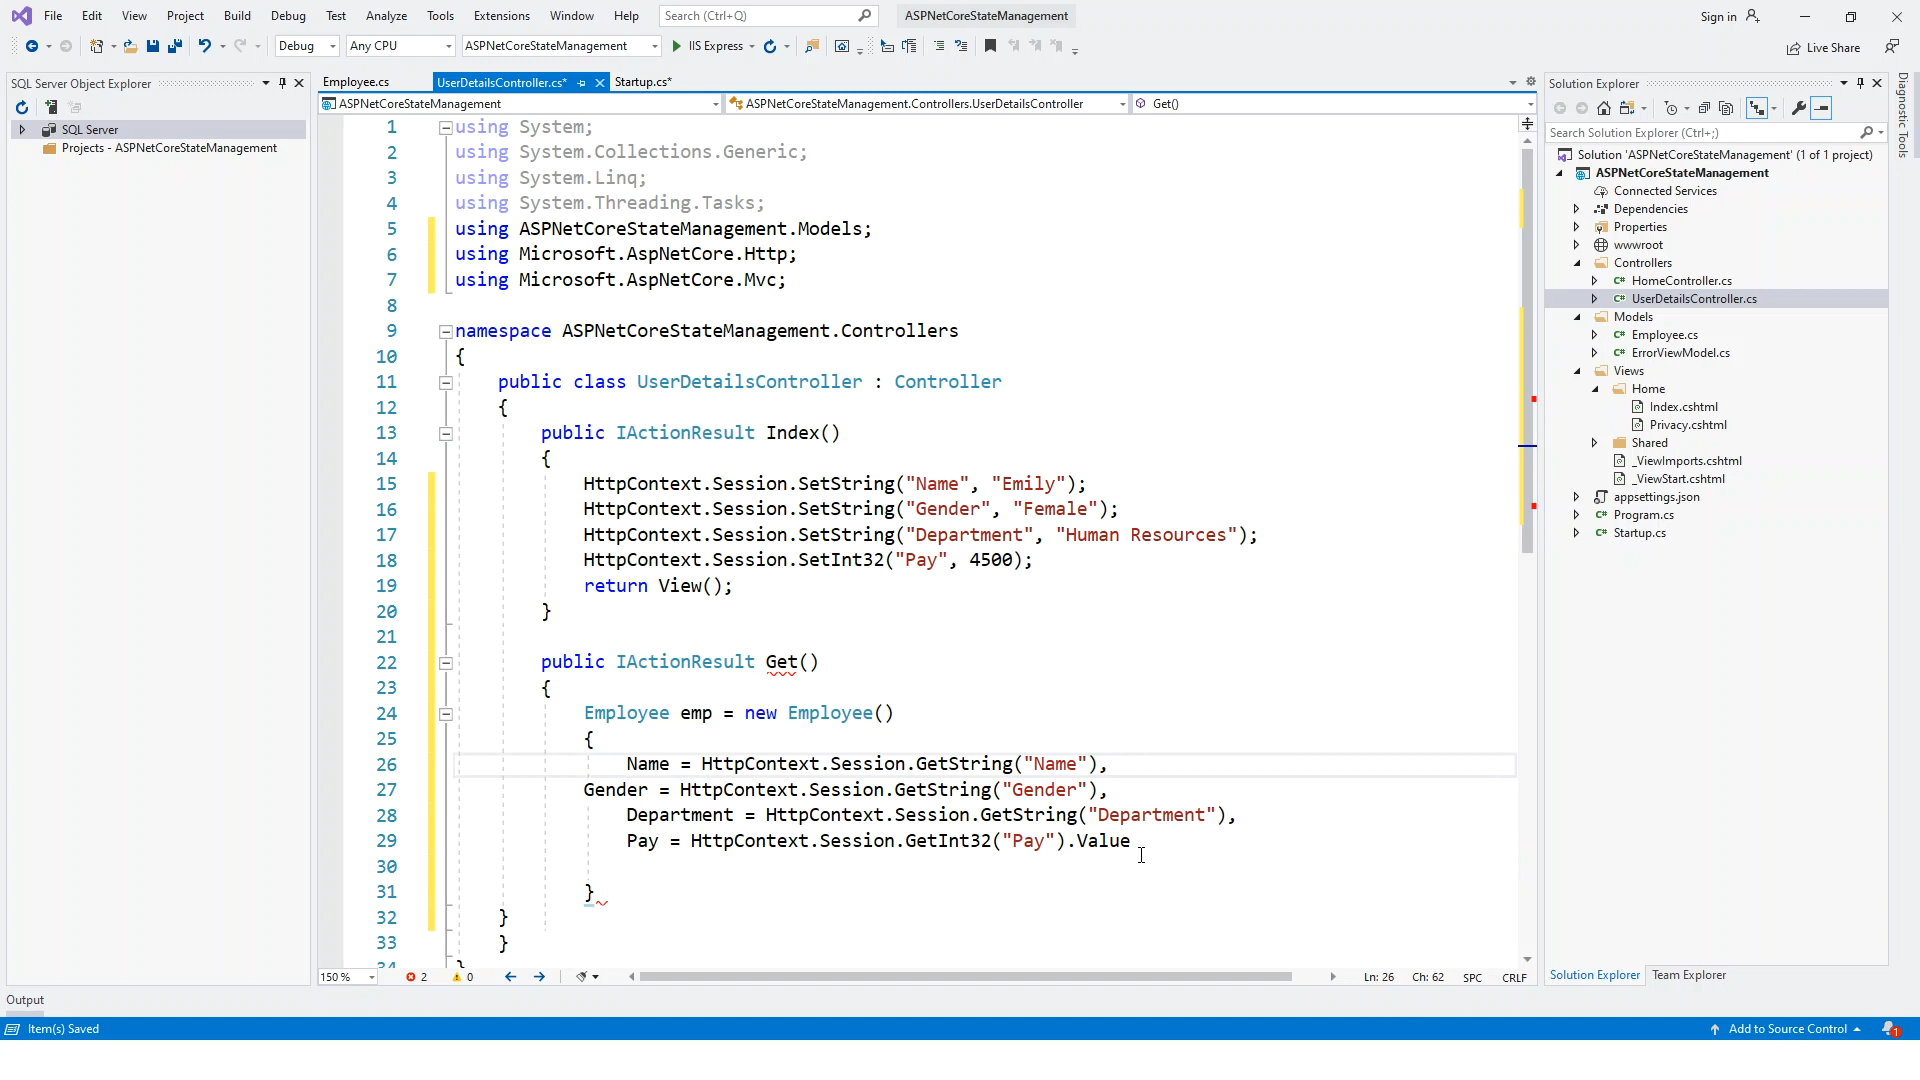 File Edit View Project Build Debug Test Analyze Tools Extensions Window Help Search (Ctrl+Q) ASPNetCoreStateManagement Sign in
Debug Any CPU ASPNetCoreStateManagement IIS Express Live Share
SQL Server Object Explorer
SQL Server
Projects - ASPNetCoreStateManagement
Employee.cs UserDetailsController.cs* Startup.cs*
ASPNetCoreStateManagement ASPNetCoreStateManagement.Controllers.UserDetailsController Get()
1 using System;
2 using System.Collections.Generic;
3 using System.Linq;
4 using System.Threading.Tasks;
5 using ASPNetCoreStateManagement.Models;
6 using Microsoft.AspNetCore.Http;
7 using Microsoft.AspNetCore.Mvc;
8
9 namespace ASPNetCoreStateManagement.Controllers
10 {
11 public class UserDetailsController : Controller
12 {
13 public IActionResult Index()
14 {
15 HttpContext.Session.SetString("Name", "Emily");
16 HttpContext.Session.SetString("Gender", "Female");
17 HttpContext.Session.SetString("Department", "Human Resources");
18 HttpContext.Session.SetInt32("Pay", 4500);
19 return View();
20 }
21
22 public IActionResult Get()
23 {
24 Employee emp = new Employee()
25 {
26 Name = HttpContext.Session.GetString("Name"),
27 Gender = HttpContext.Session.GetString("Gender"),
28 Department = HttpContext.Session.GetString("Department"),
29 Pay = HttpContext.Session.GetInt32("Pay").Value
30
31 }
32 }
33 }
34 }
150 % 2 0 Ln: 26 Ch: 62 SPC CRLF
Solution Explorer
Search Solution Explorer (Ctrl+;)
Solution 'ASPNetCoreStateManagement' (1 of 1 project)
ASPNetCoreStateManagement
Connected Services
Dependencies
Properties
wwwroot
Controllers
C# HomeController.cs
C# UserDetailsController.cs
Models
C# Employee.cs
C# ErrorViewModel.cs
Views
Home
Index.cshtml
Privacy.cshtml
Shared
_ViewImports.cshtml
_ViewStart.cshtml
appsettings.json
C# Program.cs
C# Startup.cs
Solution Explorer Team Explorer
Diagnostic Tools
Output
Item(s) Saved Add to Source Control 1